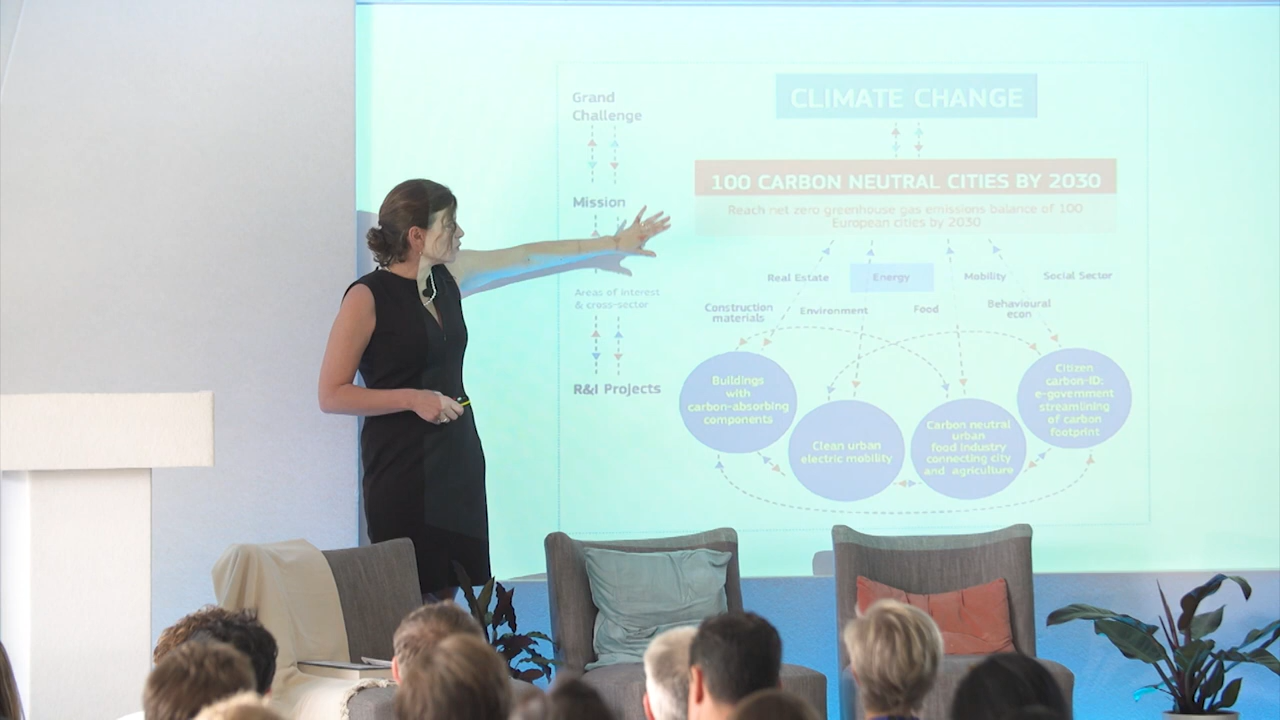 CLIMATE CHANGE
Grand
Challenge
100 CARBON NEUTRAL CITIES BY 2030
Mission
Reach net zero greenhouse gas emissions balance of 100
European cities by 2030
Real Estate
Energy
Mobility
Social Sector
Areas of interest
& cross-sector
Construction
materials
Environment
Food
Behavioural
econ
R&I Projects
Buildings
with
carbon-absorbing
components
Clean urban
electric mobility
Carbon neutral
urban
food industry
connecting city
and agriculture
Citizen
carbon-ID:
e-government
streamlining
of carbon
footprint